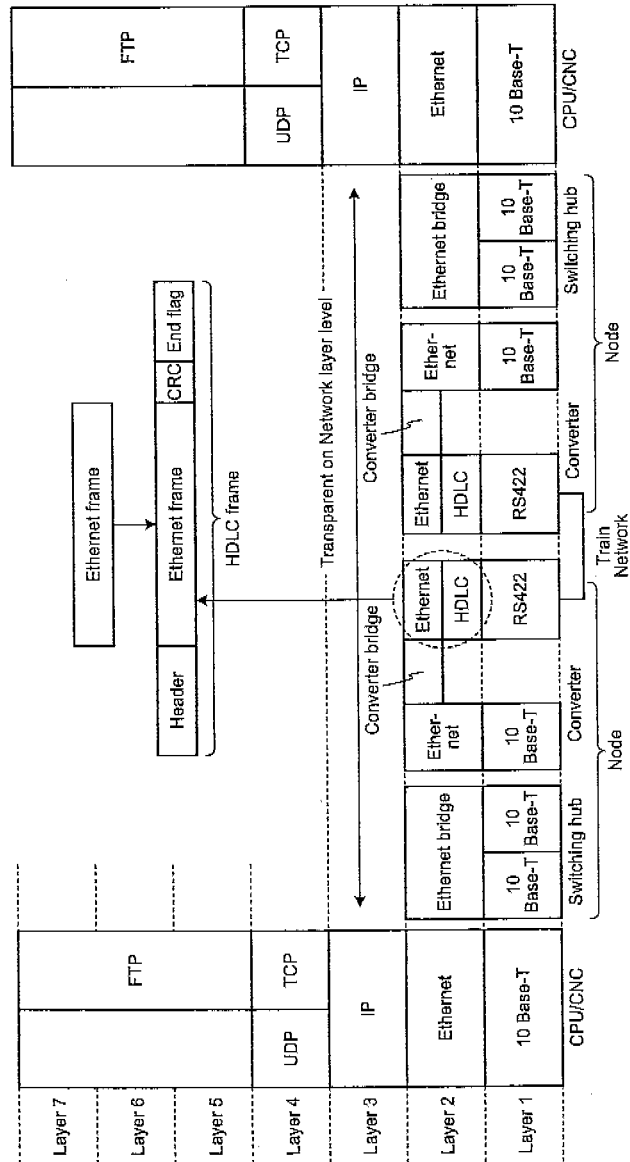 Layer 7
Layer 6
Layer 5
Layer 4
Layer 3
Layer 2
Layer 1
FTP
UDP
TCP
IP
Ethernet
10 Base-T
CPU/CNC
Ethernet bridge
10
Base-T
10
Base-T
Switching hub
Ether-
net
10
Base-T
Converter
Node
Converter bridge
Ethernet
HDLC
RS422
Train
Network
Ethernet
HDLC
RS422
Converter bridge
Ether-
net
10
Base-T
Converter
Ethernet bridge
10
Base-T
10
Base-T
Switching hub
Node
Transparent on Network layer level
Ethernet frame
Header
Ethernet frame
CRC
End flag
HDLC frame
FTP
UDP
TCP
IP
Ethernet
10 Base-T
CPU/CNC